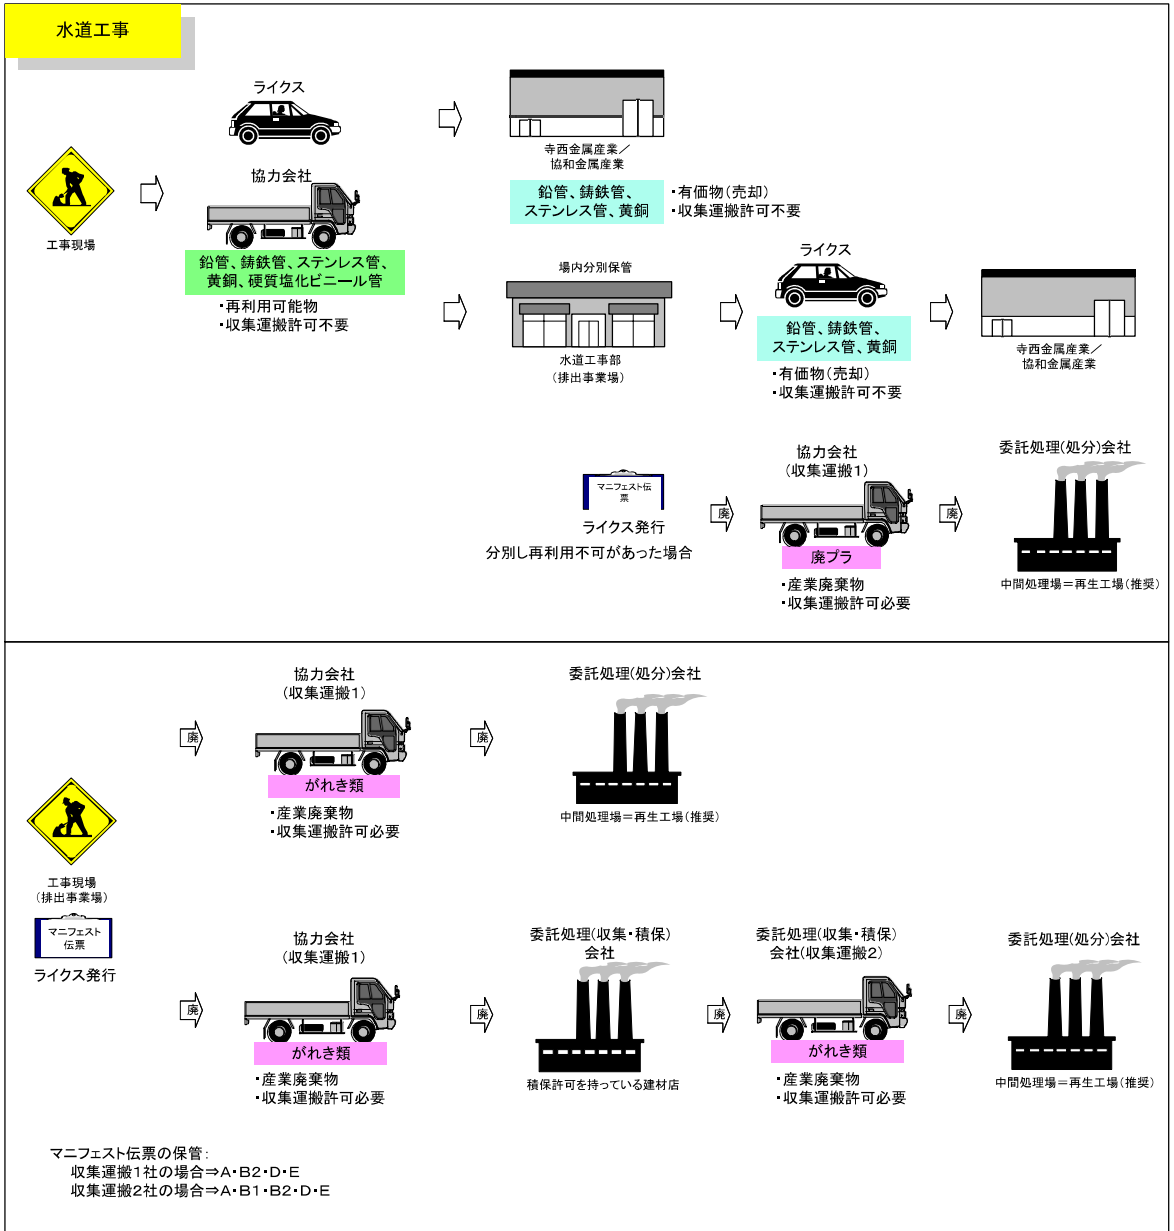 水道工事
ライクス
寺西金属産業／
協和金属産業
協力会社
工事現場
鉛管、鋳鉄管、
ステンレス管、黄銅
・有価物(売却)
・収集運搬許可不要
鉛管、鋳鉄管、ステンレス管、
黄銅、硬質塩化ビニール管
・再利用可能物
・収集運搬許可不要
場内分別保管
水道工事部
(排出事業場)
ライクス
鉛管、鋳鉄管、
ステンレス管、黄銅
・有価物(売却)
・収集運搬許可不要
寺西金属産業／
協和金属産業
マニフェスト伝
票
ライクス発行
分別し再利用不可があった場合
廃
協力会社
(収集運搬1)
廃プラ
・産業廃棄物
・収集運搬許可必要
廃
委託処理(処分)会社
中間処理場＝再生工場(推奨)
工事現場
(排出事業場)
マニフェスト
伝票
ライクス発行
廃
協力会社
(収集運搬1)
がれき類
・産業廃棄物
・収集運搬許可必要
廃
委託処理(処分)会社
中間処理場＝再生工場(推奨)
廃
協力会社
(収集運搬1)
がれき類
・産業廃棄物
・収集運搬許可必要
廃
委託処理(収集・積保)
会社
積保許可を持っている建材店
廃
委託処理(収集・積保)
会社(収集運搬2)
がれき類
・産業廃棄物
・収集運搬許可必要
廃
委託処理(処分)会社
中間処理場＝再生工場(推奨)
マニフェスト伝票の保管：
収集運搬1社の場合⇒A・B2・D・E
収集運搬2社の場合⇒A・B1・B2・D・E